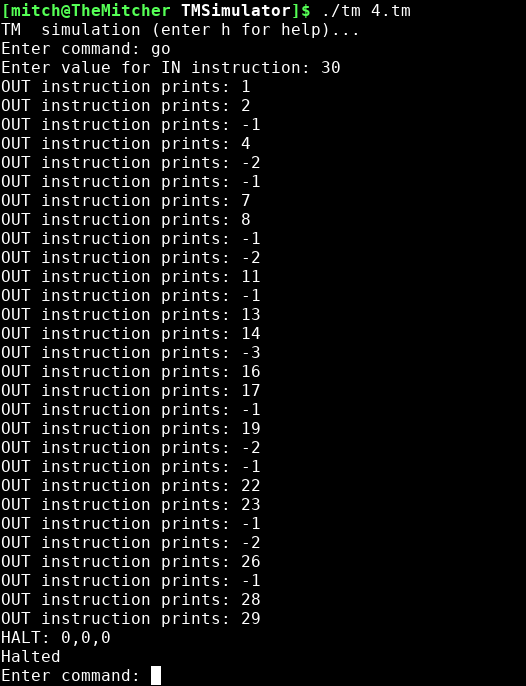 [mitch@TheMitcher TMSimulator]$ ./tm 4.tm
TM  simulation (enter h for help)...
Enter command: go
Enter value for IN instruction: 30
OUT instruction prints: 1
OUT instruction prints: 2
OUT instruction prints: -1
OUT instruction prints: 4
OUT instruction prints: -2
OUT instruction prints: -1
OUT instruction prints: 7
OUT instruction prints: 8
OUT instruction prints: -1
OUT instruction prints: -2
OUT instruction prints: 11
OUT instruction prints: -1
OUT instruction prints: 13
OUT instruction prints: 14
OUT instruction prints: -3
OUT instruction prints: 16
OUT instruction prints: 17
OUT instruction prints: -1
OUT instruction prints: 19
OUT instruction prints: -2
OUT instruction prints: -1
OUT instruction prints: 22
OUT instruction prints: 23
OUT instruction prints: -1
OUT instruction prints: -2
OUT instruction prints: 26
OUT instruction prints: -1
OUT instruction prints: 28
OUT instruction prints: 29
HALT: 0,0,0
Halted
Enter command: